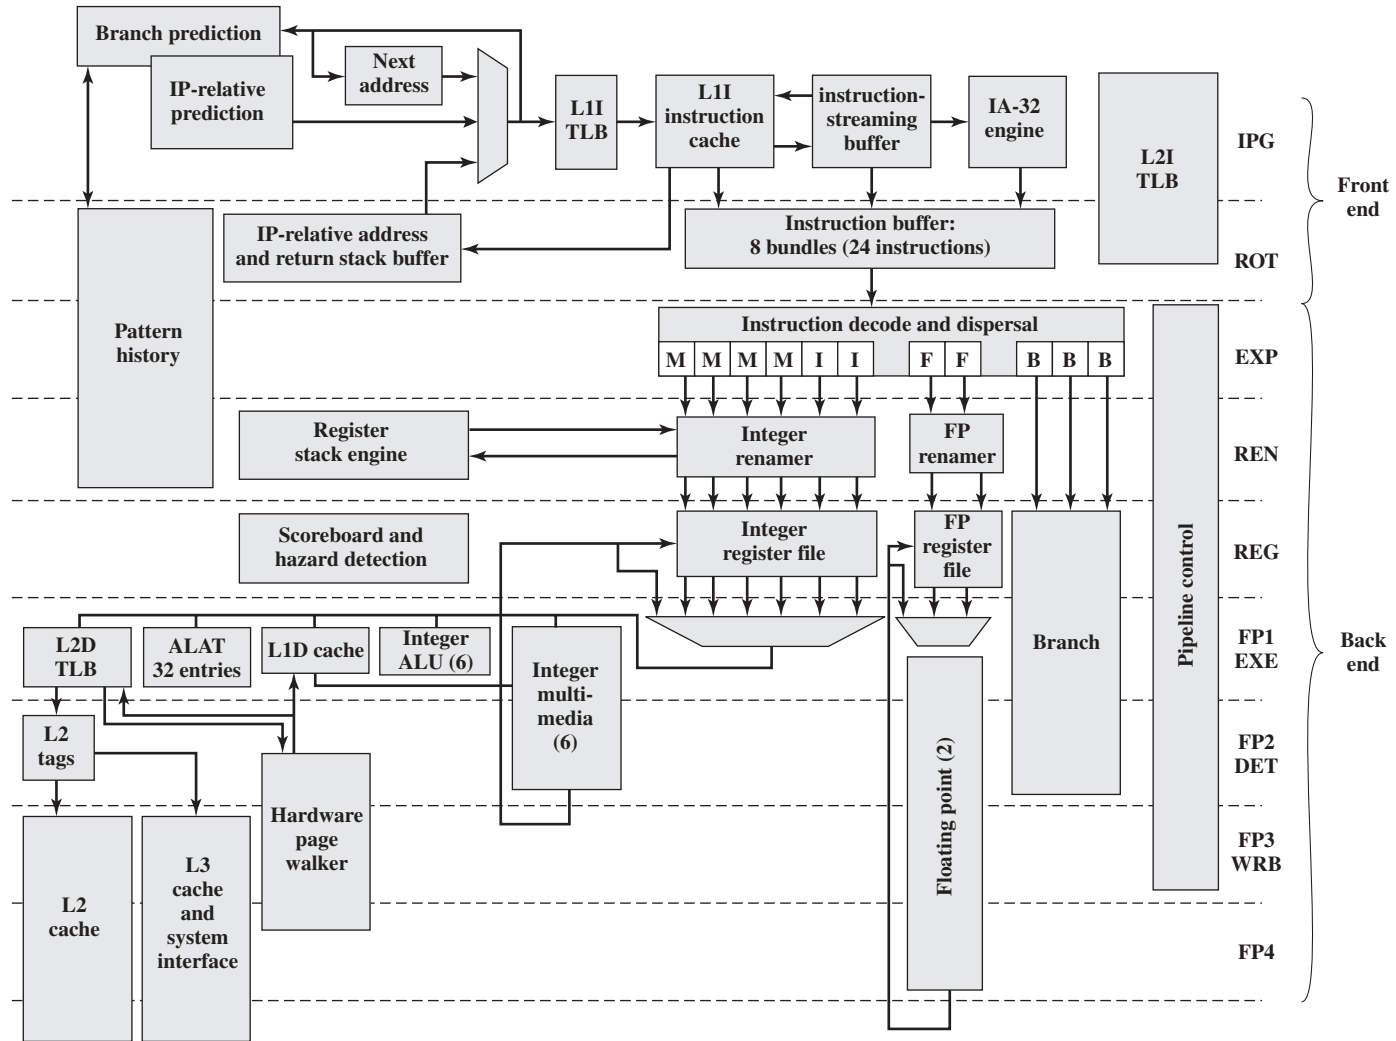 Branch prediction
IP-relative
prediction
Next
address
L1I
TLB
L1I
instruction
cache
instruction-
streaming
buffer
IA-32
engine
L2I
TLB
IPG
Front
end
IP-relative address
and return stack buffer
Instruction buffer:
8 bundles (24 instructions)
ROT
Pattern
history
Instruction decode and dispersal
M M M M I I F F B B B
EXP
Register
stack engine
Integer
renamer
FP
renamer
REN
Scoreboard and
hazard detection
Integer
register file
FP
register
file
REG
Pipeline control
L2D
TLB
ALAT
32 entries
L1D cache
Integer
ALU (6)
Integer
multi-
media
(6)
Branch
FP1
EXE
Back
end
L2
tags
Floating point (2)
FP2
DET
Hardware
page
walker
FP3
WRB
L2
cache
L3
cache
and
system
interface
FP4